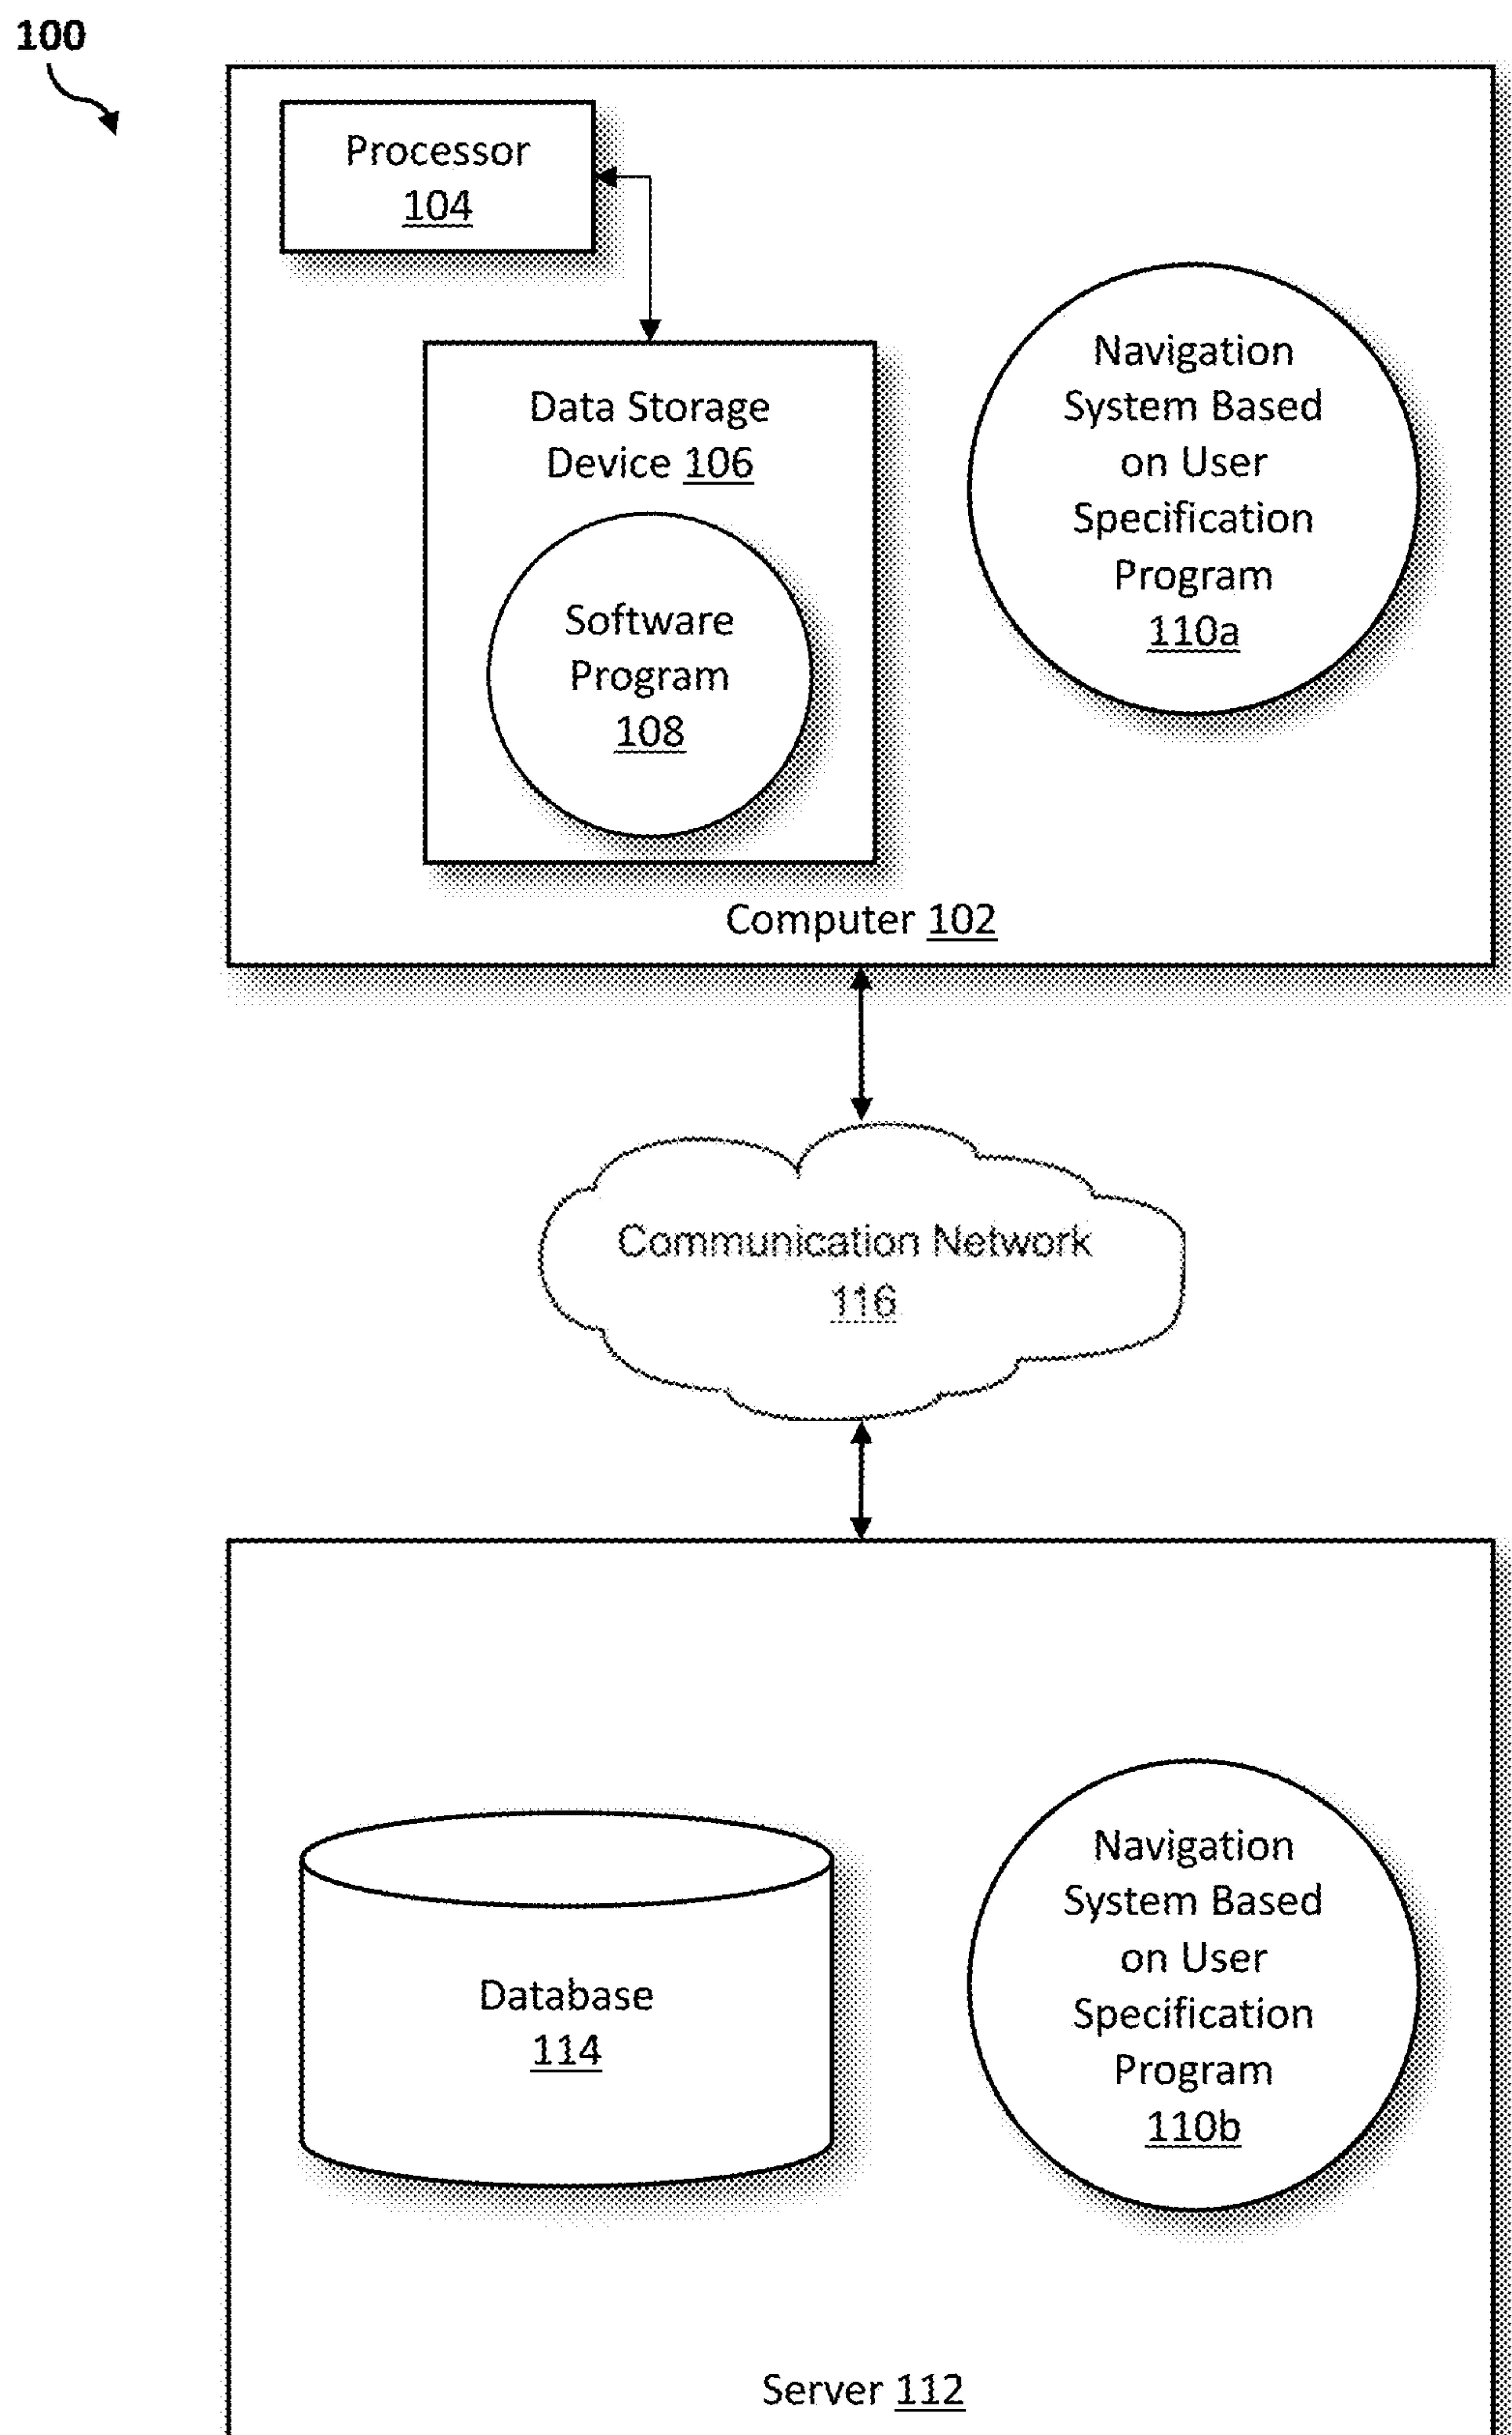 100
Processor
104
Data Storage
Device 106
Software
Program
108
Navigation
System Based
on User
Specification
Program
110a
Computer 102
Communication Network
116
Database
114
Navigation
System Based
on User
Specification
Program
110b
Server 112